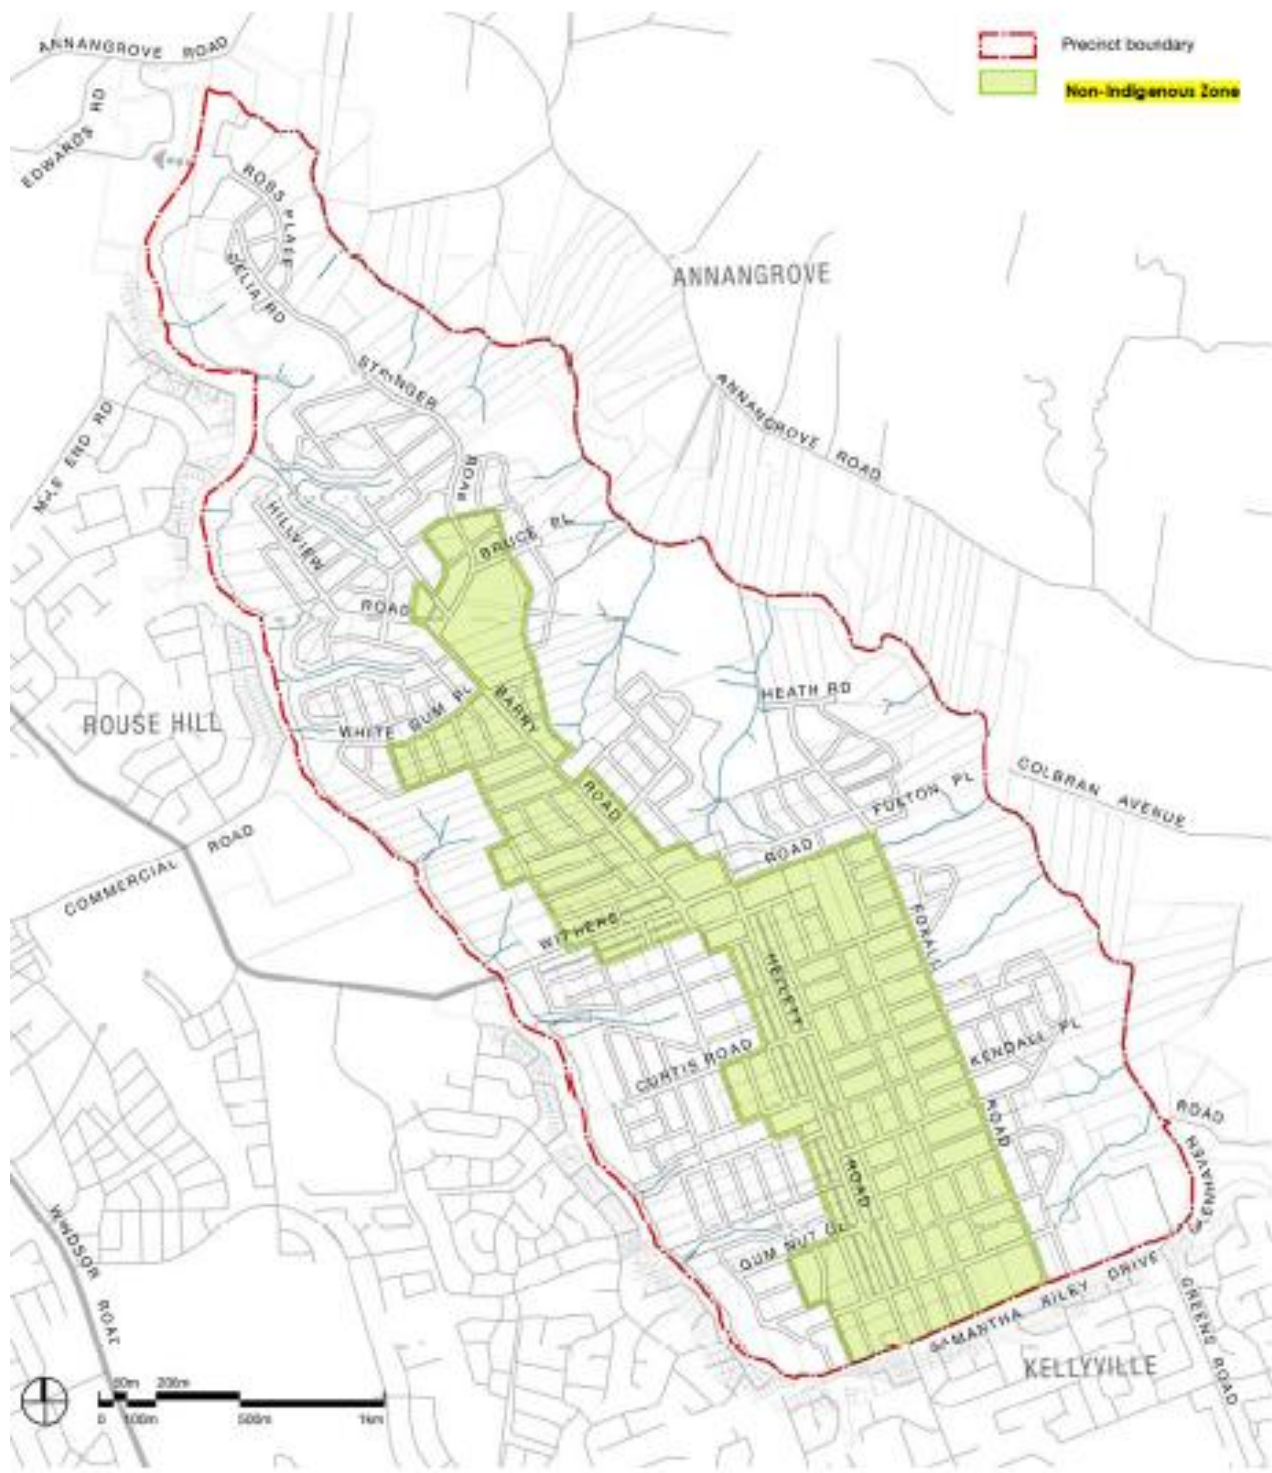 ANNANGROVE ROAD
Precinct boundary
Non-Indigenous Zone
EDWARDS RD
ROSS PLACE
DELIA RD
ANNANGROVE
STRINGER
ROAD
ANNANGROVE ROAD
MILE END RD
HILLVIEW
ROAD
BRUCE PL
HEATH RD
WHITE GUM PL
BARRY
ROAD
ROUSE HILL
COLBRAN AVENUE
FULTON PL
ROAD
COMMERCIAL ROAD
WITHERS
HEZLETT
ROAD
CURTIS ROAD
KENDALL PL
ROAD
ROAD
GUM NUT CL
SAMANTHA RILEY DRIVE
GREENS ROAD
WINDSOR ROAD
KELLYVILLE
50m 200m
0 100m 500m 1km